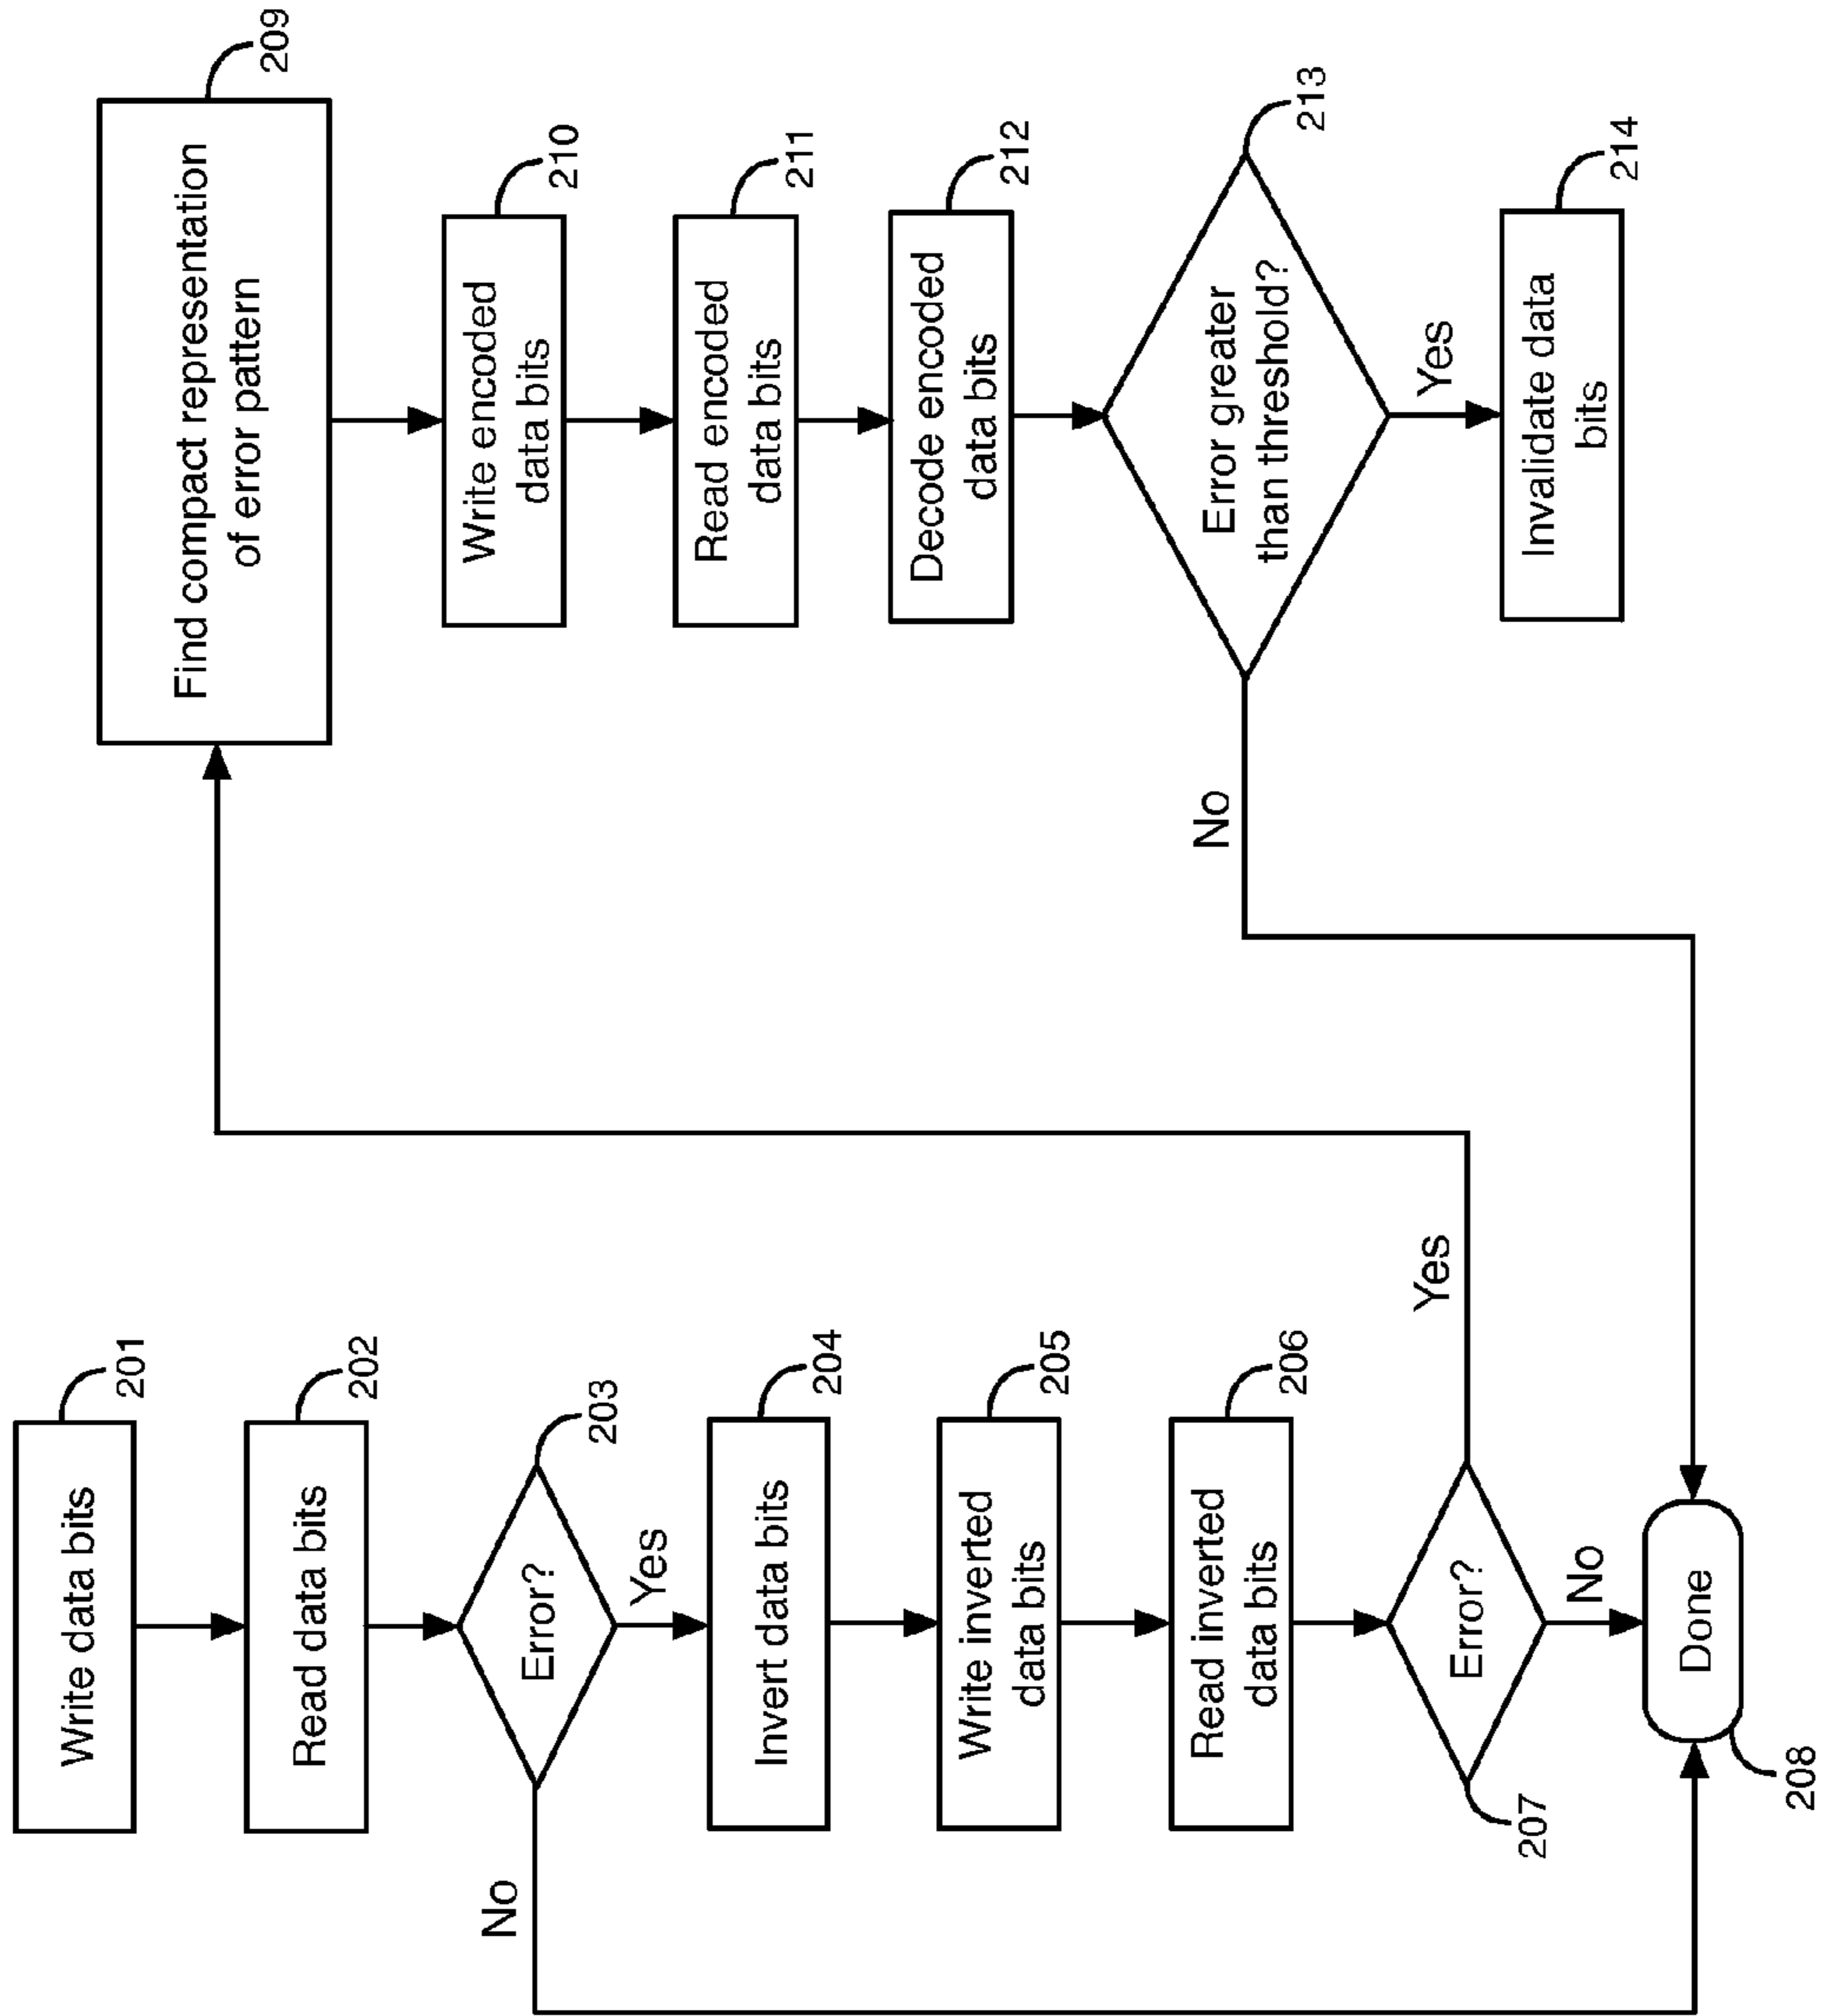 Write data bits
201
Read data bits
202
Error?
203
No
Yes
Invert data bits
204
Write inverted
data bits
205
Read inverted
data bits
206
Error?
207
Yes
No
Done
208
Find compact representation
of error pattern
209
Write encoded
data bits
210
Read encoded
data bits
211
Decode encoded
data bits
212
Error greater
than threshold?
213
No
Yes
Invalidate data
bits
214